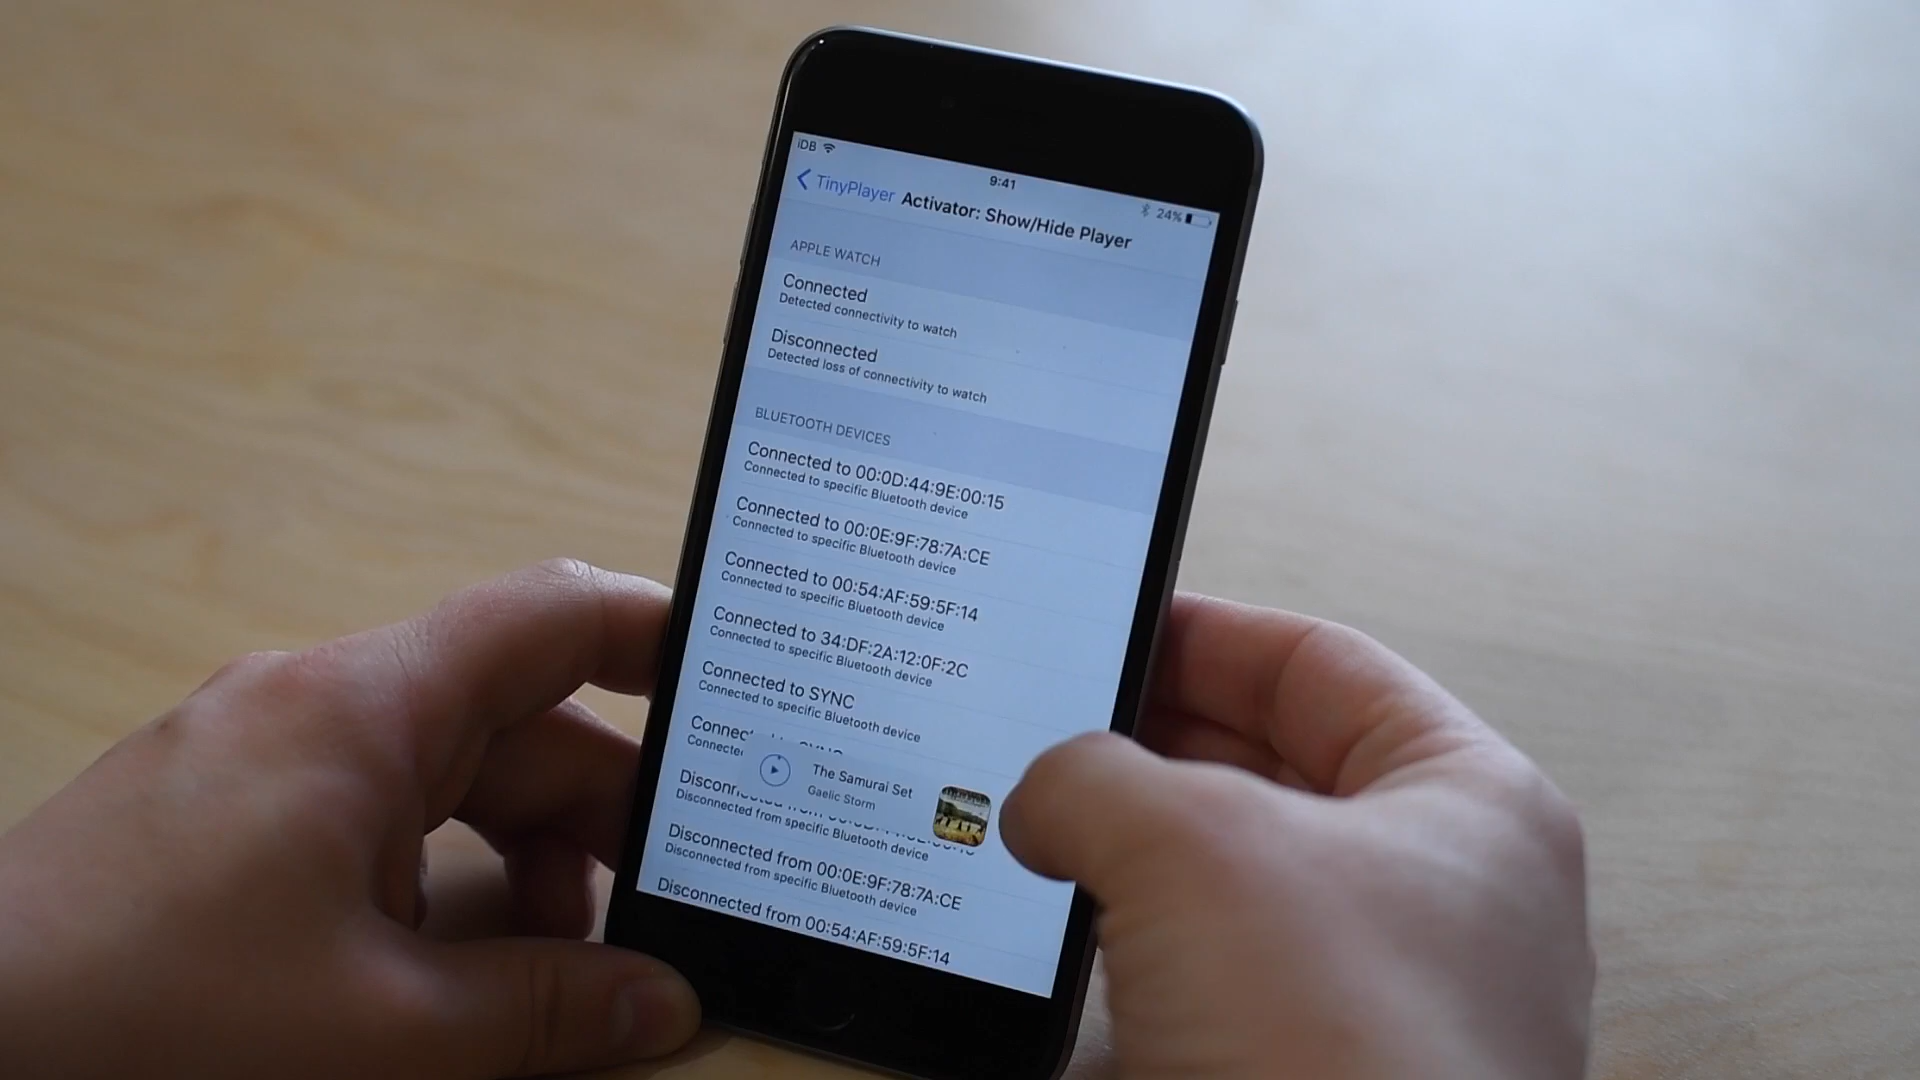 iDB
9:41
24%
TinyPlayer
Activator: Show/Hide Player
APPLE WATCH
Connected
Detected connectivity to watch
Disconnected
Detected loss of connectivity to watch
BLUETOOTH DEVICES
Connected to 00:0D:44:9E:00:15
Connected to specific Bluetooth device
Connected to 00:0E:9F:78:7A:CE
Connected to specific Bluetooth device
Connected to 00:54:AF:59:5F:14
Connected to specific Bluetooth device
Connected to 34:DF:2A:12:0F:2C
Connected to specific Bluetooth device
Connected to SYNC
Connected to specific Bluetooth device
The Samurai Set
Gaelic Storm
Disconnected from specific Bluetooth device
Disconnected from 00:0E:9F:78:7A:CE
Disconnected from specific Bluetooth device
Disconnected from 00:54:AF:59:5F:14